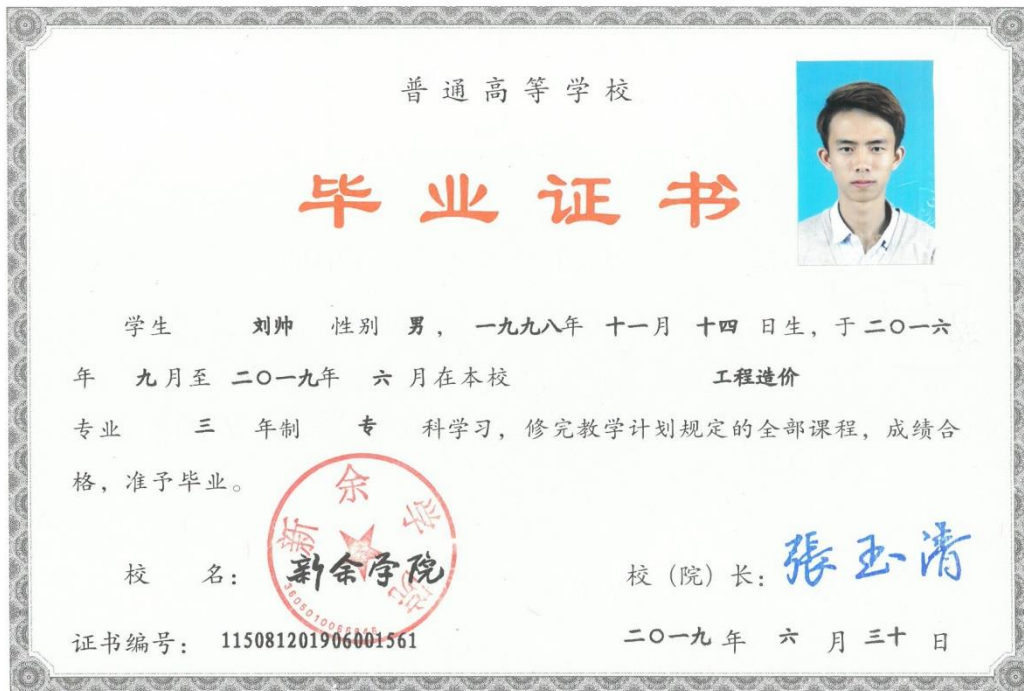 普通高等学校
毕业证书
学生 刘帅 性别 男，一九九八年 十一月 十四 日生，于二〇一六
年 九月至 二〇一九年 六 月在本校 工程造价
专业 三 年制 专 科学习，修完教学计划规定的全部课程，成绩合
格，准予毕业。
新余学院
校 名：新余学院
校（院）长：張玉清
证书编号：115081201906001561
二〇一九 年 六 月 三十 日